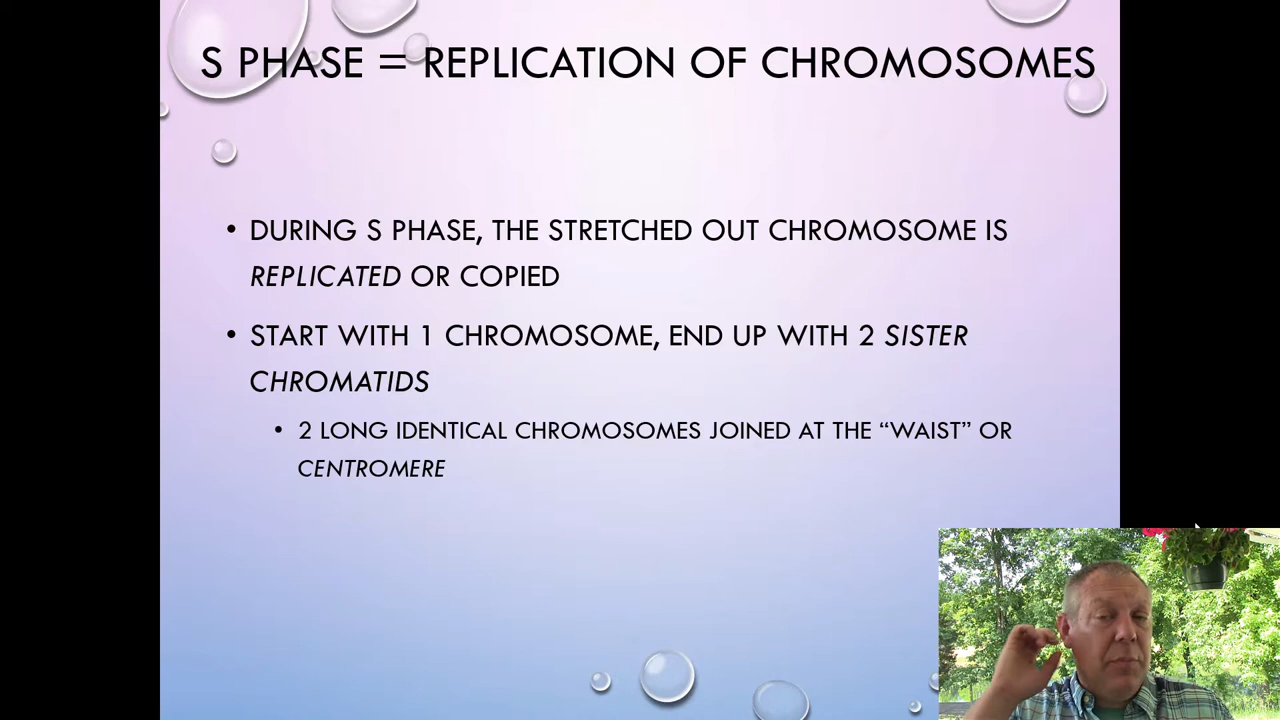 S PHASE = REPLICATION OF CHROMOSOMES
• DURING S PHASE, THE STRETCHED OUT CHROMOSOME IS
REPLICATED OR COPIED
• START WITH 1 CHROMOSOME, END UP WITH 2 SISTER
CHROMATIDS
• 2 LONG IDENTICAL CHROMOSOMES JOINED AT THE “WAIST” OR
CENTROMERE